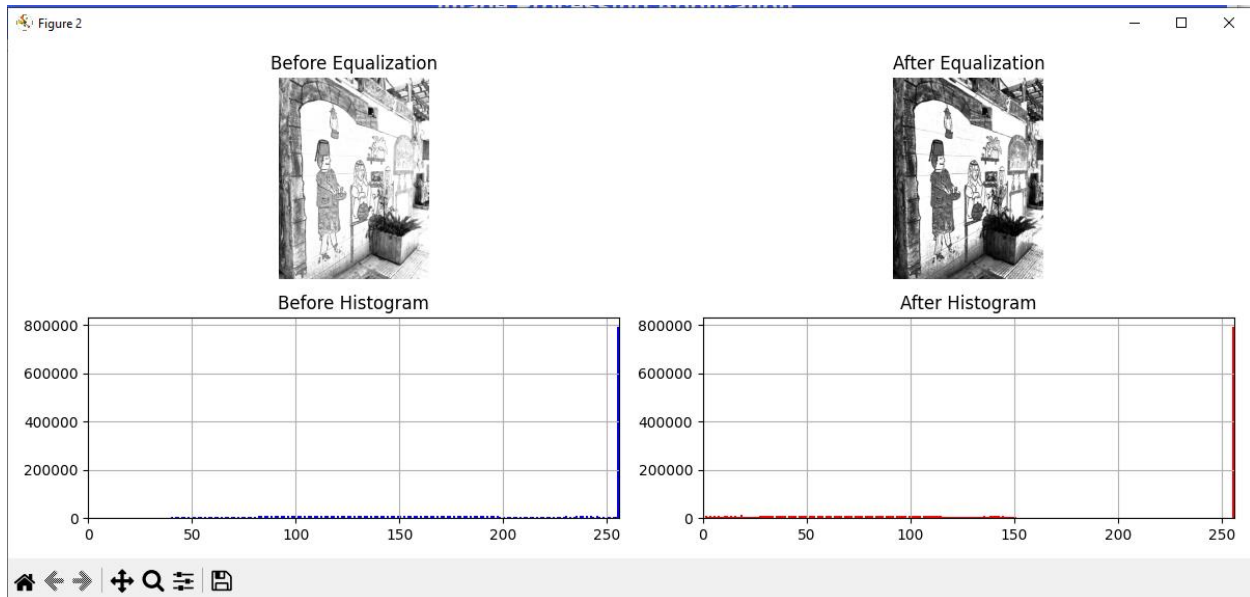 Figure 2
Before Equalization
After Equalization
Before Histogram
After Histogram
800000
600000
400000
200000
0
0 50 100 150 200 250
800000
600000
400000
200000
0
0 50 100 150 200 250